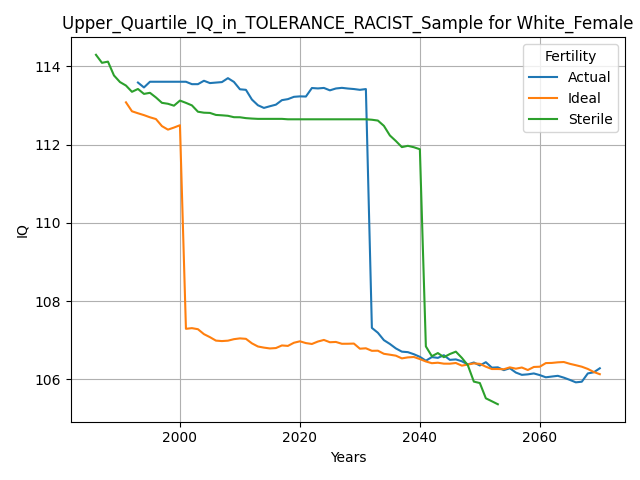 Upper_Quartile_IQ_in_TOLERANCE_RACIST_Sample for White_Female
Fertility
Actual
Ideal
Sterile
IQ
114
112
110
108
106
2000
2020
2040
2060
Years